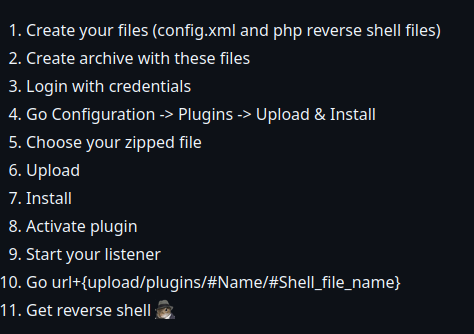 1. Create your files (config.xml and php reverse shell files)
2. Create archive with these files
3. Login with credentials
4. Go Configuration -> Plugins -> Upload & Install
5. Choose your zipped file
6. Upload
7. Install
8. Activate plugin
9. Start your listener
10. Go url+{upload/plugins/#Name/#Shell_file_name}
11. Get reverse shell